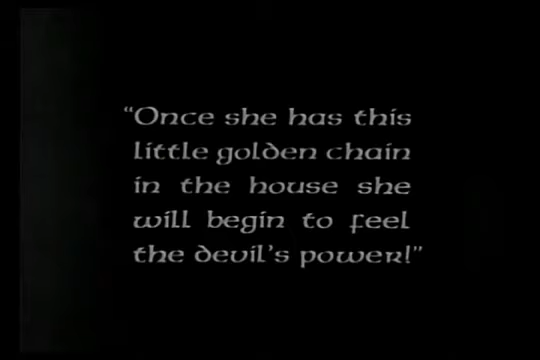 “Once she has this
little golden chain
in the house she
will begin to feel
the devil's power!”